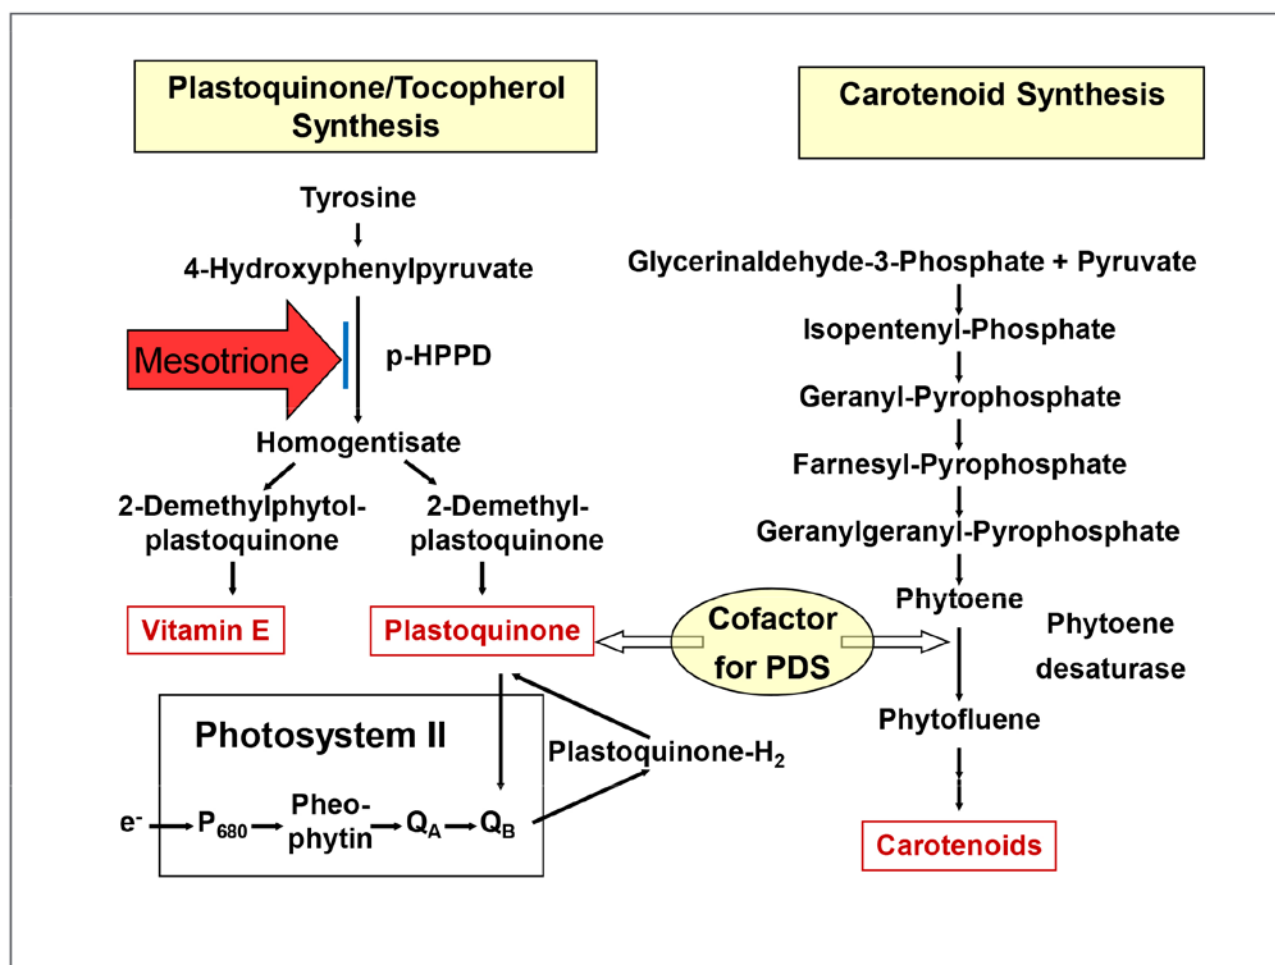 Plastoquinone/Tocopherol
Synthesis
Carotenoid Synthesis
Tyrosine
4-Hydroxyphenylpyruvate
Mesotrione
p-HPPD
Homogentisate
2-Demethylphytol-
plastoquinone
2-Demethyl-
plastoquinone
Vitamin E
Plastoquinone
Photosystem II
e-
P680
Pheo-
phytin
QA
QB
Plastoquinone-H2
Cofactor
for PDS
Glycerinaldehyde-3-Phosphate + Pyruvate
Isopentenyl-Phosphate
Geranyl-Pyrophosphate
Farnesyl-Pyrophosphate
Geranylgeranyl-Pyrophosphate
Phytoene
Phytoene
desaturase
Phytofluene
Carotenoids